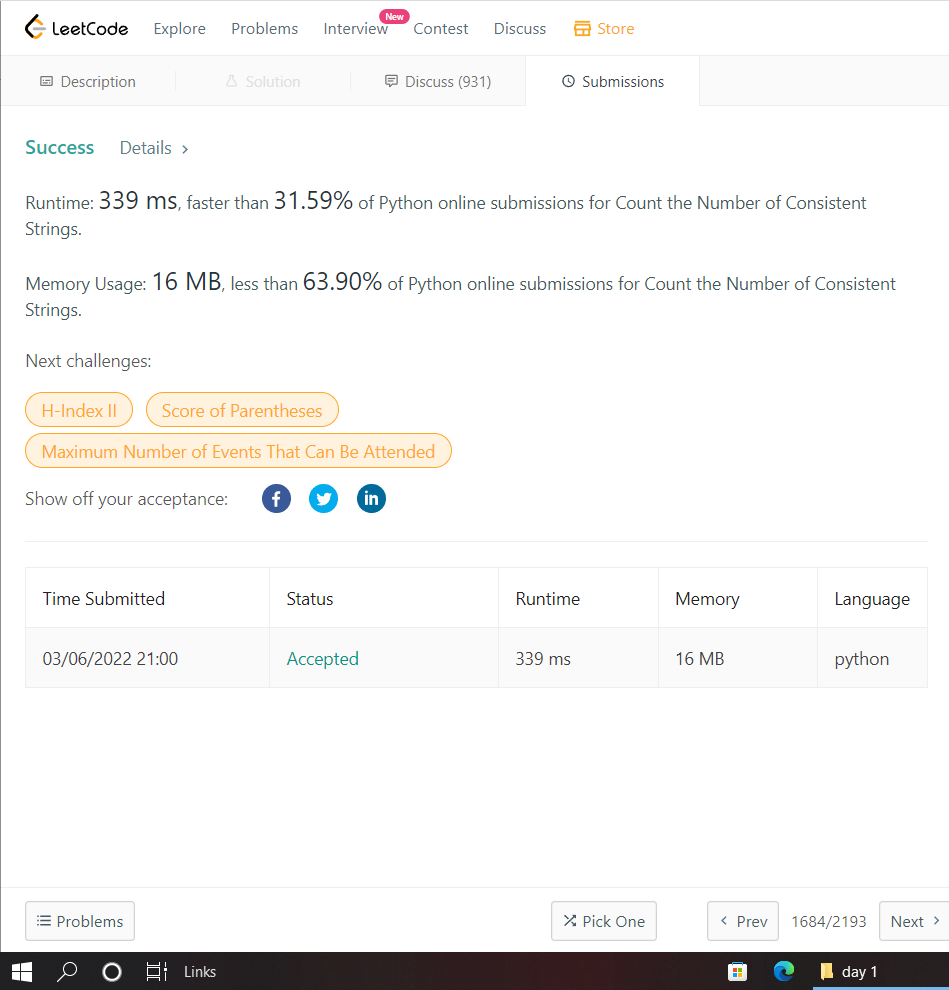 LeetCode Explore Problems Interview New Contest Discuss Store
Description Solution Discuss (931) Submissions
Success Details >
Runtime: 339 ms, faster than 31.59% of Python online submissions for Count the Number of Consistent
Strings.
Memory Usage: 16 MB, less than 63.90% of Python online submissions for Count the Number of Consistent
Strings.
Next challenges:
H-Index II Score of Parentheses
Maximum Number of Events That Can Be Attended
Show off your acceptance: f in
Time Submitted Status Runtime Memory Language
03/06/2022 21:00 Accepted 339 ms 16 MB python
Problems Pick One < Prev 1684/2193 Next >
Links day 1